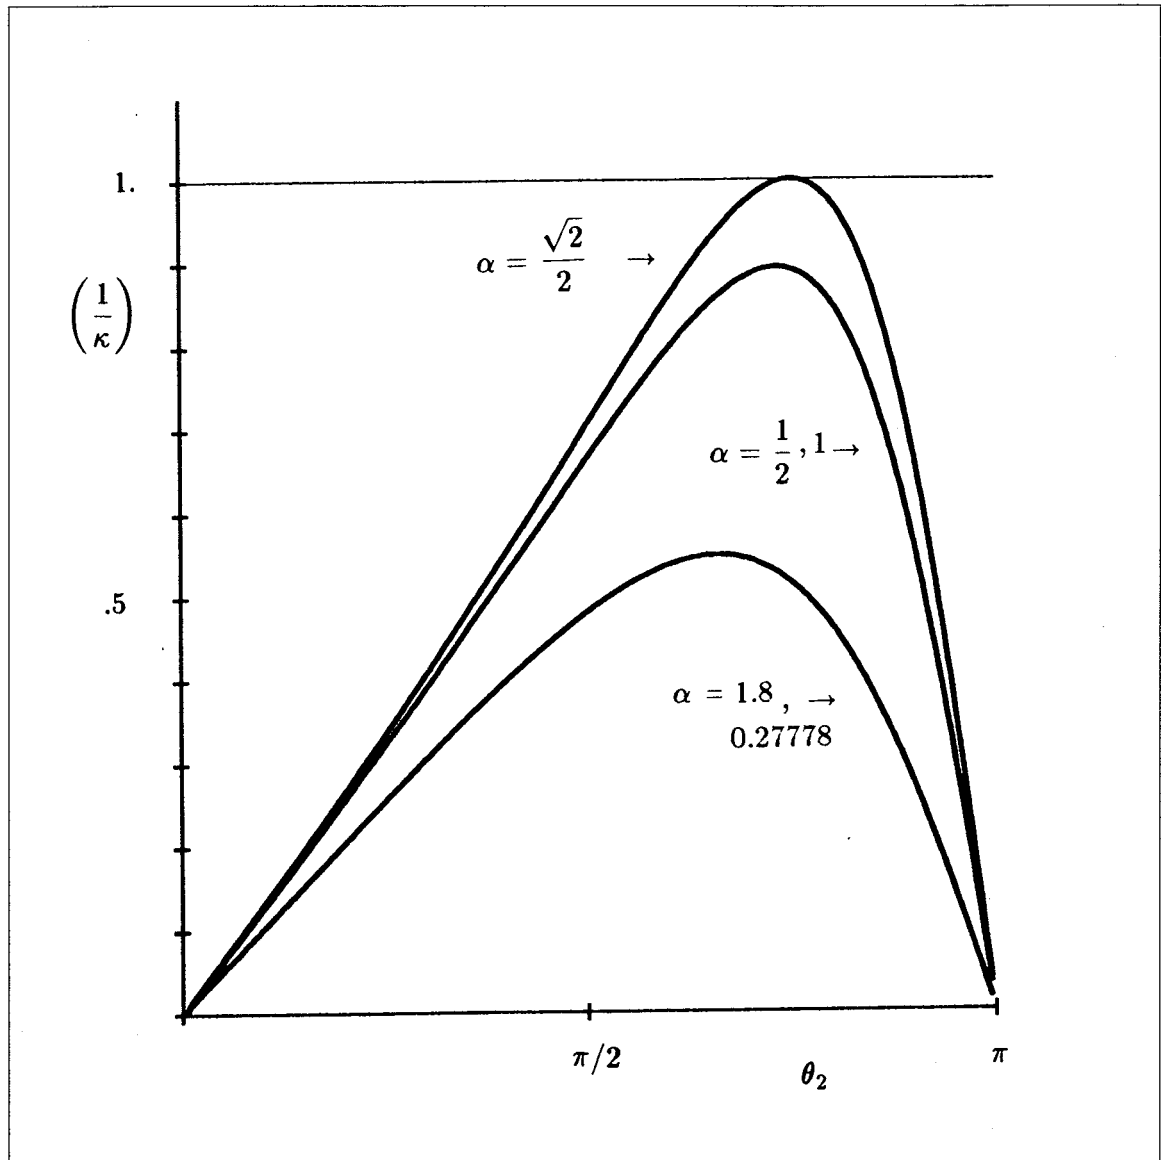 1.
α = √2/2 →
(1/κ)
α = 1/2 , 1 →
.5
α = 1.8 , →
0.27778
π/2
π
θ₂